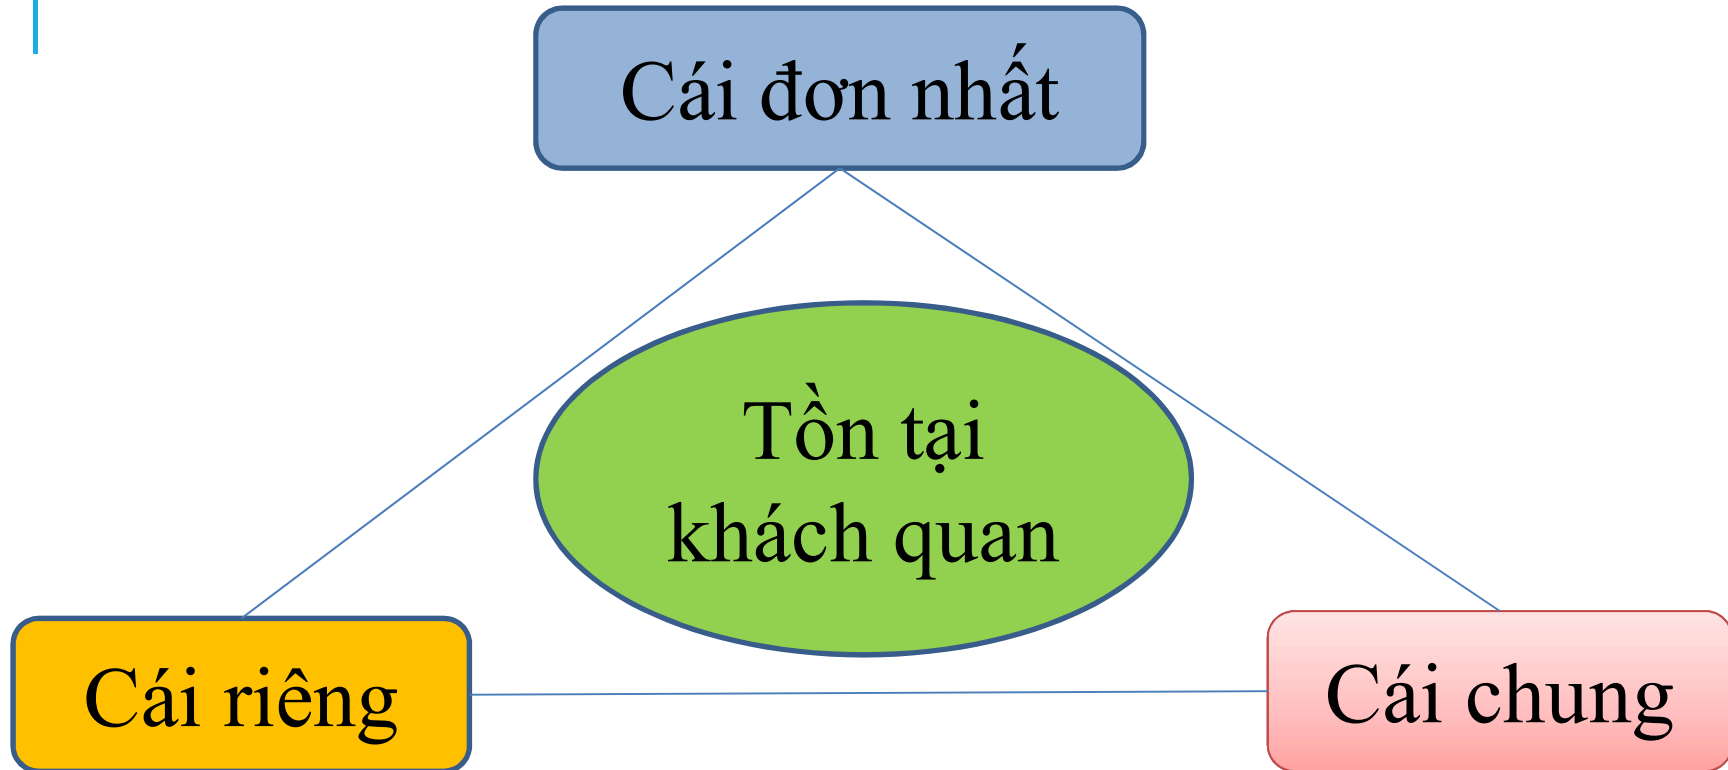 Cái đơn nhất
Tồn tại
khách quan
Cái riêng
Cái chung